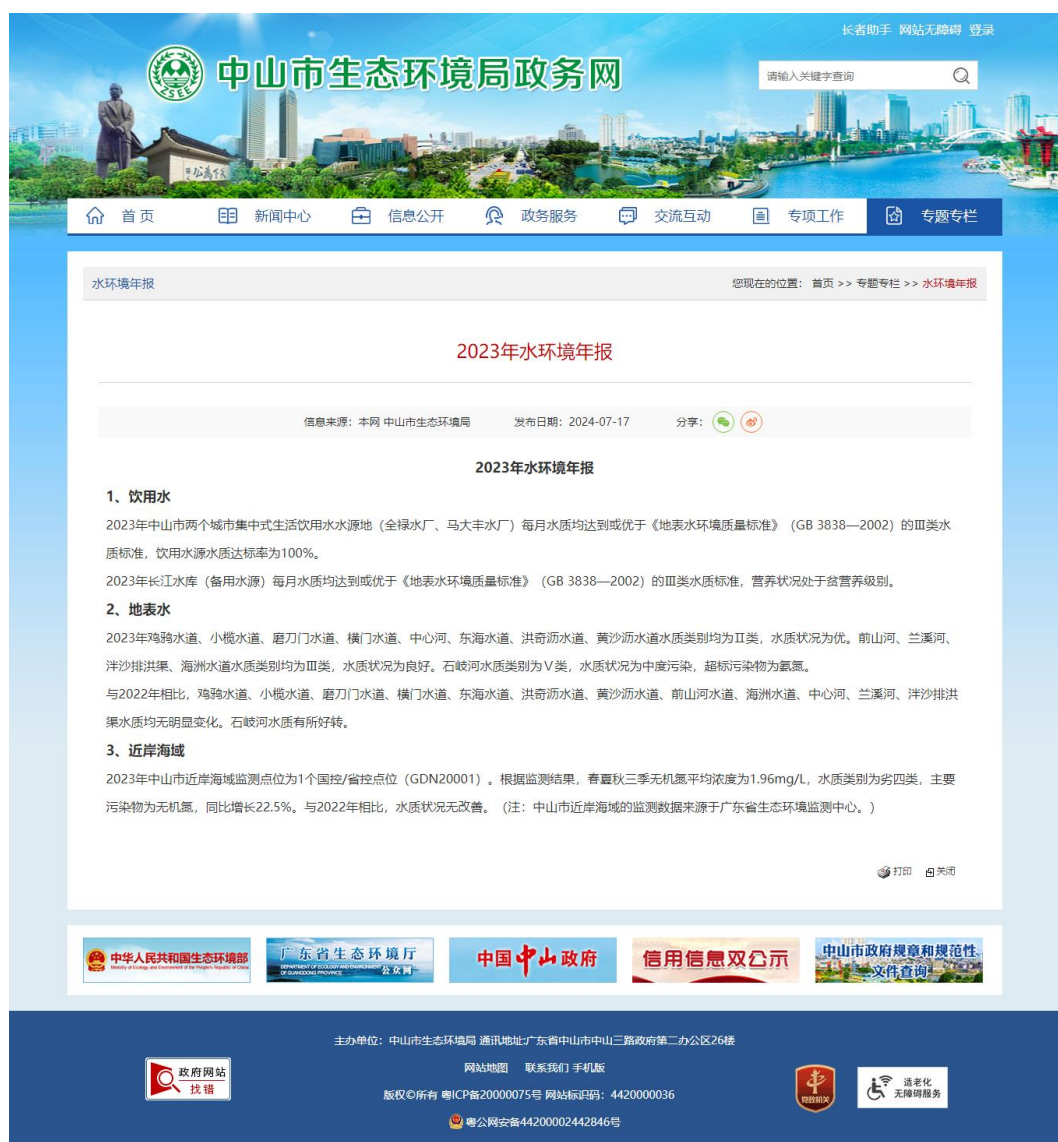 长者助手 网站无障碍 登录
ZSEE
中山市生态环境局政务网
请输入关键字查询
首页 新闻中心 信息公开 政务服务 交流互动 专项工作 专题专栏
水环境年报
您现在的位置： 首页 >> 专题专栏 >> 水环境年报
2023年水环境年报
信息来源：本网 中山市生态环境局 发布日期：2024-07-17 分享：
2023年水环境年报
1、饮用水
2023年中山市两个城市集中式生活饮用水水源地（全禄水厂、马大丰水厂）每月水质均达到或优于《地表水环境质量标准》（GB 3838—2002）的Ⅲ类水
质标准，饮用水源水质达标率为100%。
2023年长江水库（备用水源）每月水质均达到或优于《地表水环境质量标准》（GB 3838—2002）的Ⅲ类水质标准，营养状况处于贫营养级别。
2、地表水
2023年鸡鸦水道、小榄水道、磨刀门水道、横门水道、中心河、东海水道、洪奇沥水道、黄沙沥水道水质类别均为Ⅱ类，水质状况为优。前山河、兰溪河、
泮沙排洪渠、海洲水道水质类别均为Ⅲ类，水质状况为良好。石岐河水质类别为Ⅴ类，水质状况为中度污染，超标污染物为氨氮。
与2022年相比，鸡鸦水道、小榄水道、磨刀门水道、横门水道、东海水道、洪奇沥水道、黄沙沥水道、前山河水道、海洲水道、中心河、兰溪河、泮沙排洪
渠水质均无明显变化。石岐河水质有所好转。
3、近岸海域
2023年中山市近岸海域监测点位为1个国控/省控点位（GDN20001）。根据监测结果，春夏秋三季无机氮平均浓度为1.96mg/L，水质类别为劣四类，主要
污染物为无机氮，同比增长22.5%。与2022年相比，水质状况无改善。（注：中山市近岸海域的监测数据来源于广东省生态环境监测中心。）
打印 关闭
中华人民共和国生态环境部
Ministry of Ecology and Environment of the People's Republic of China
广东省生态环境厅
DEPARTMENT OF ECOLOGY AND ENVIRONMENT
OF GUANGDONG PROVINCE 公众网
中国中山政府
信用信息双公示
中山市政府规章和规范性
文件查询
主办单位：中山市生态环境局 通讯地址:广东省中山市中山三路政府第二办公区26楼
网站地图 联系我们 手机版
版权©所有 粤ICP备20000075号 网站标识码：4420000036
粤公网安备44200002442846号
政府网站
找错
党政机关
适老化
无障碍服务